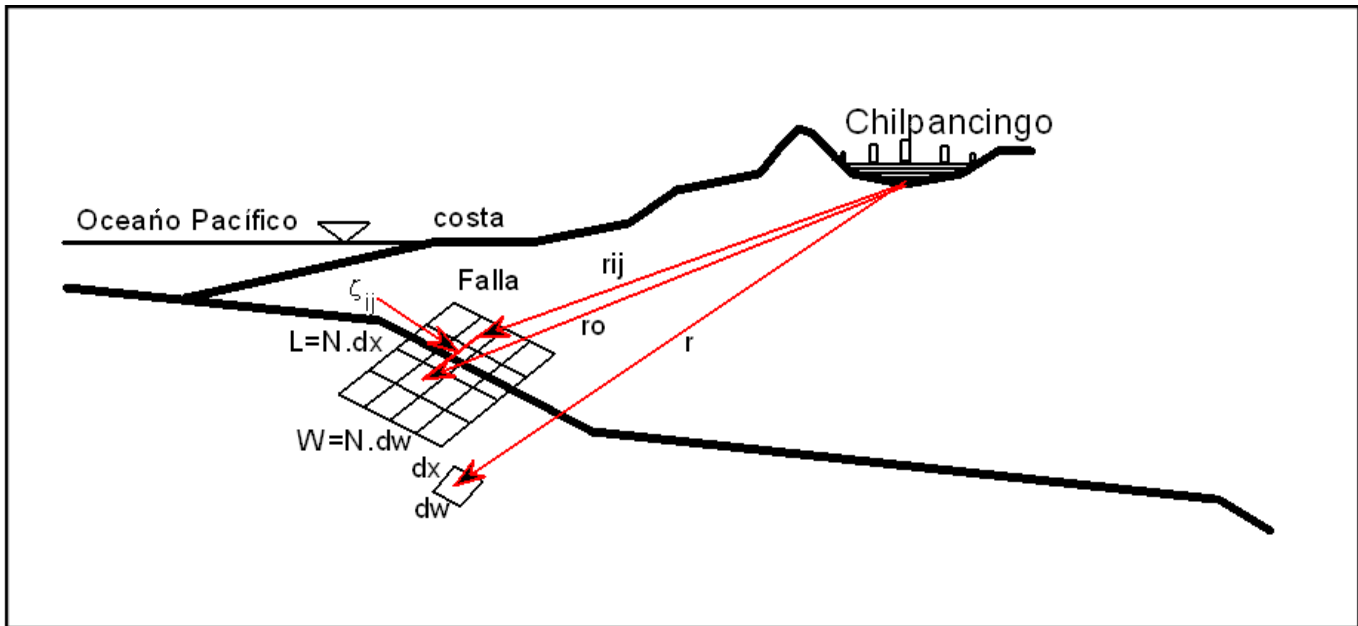 Chilpancingo
Oceańo Pacífico
costa
rij
Falla
ζij
ro
L=N.dx
r
W=N.dw
dx
dw